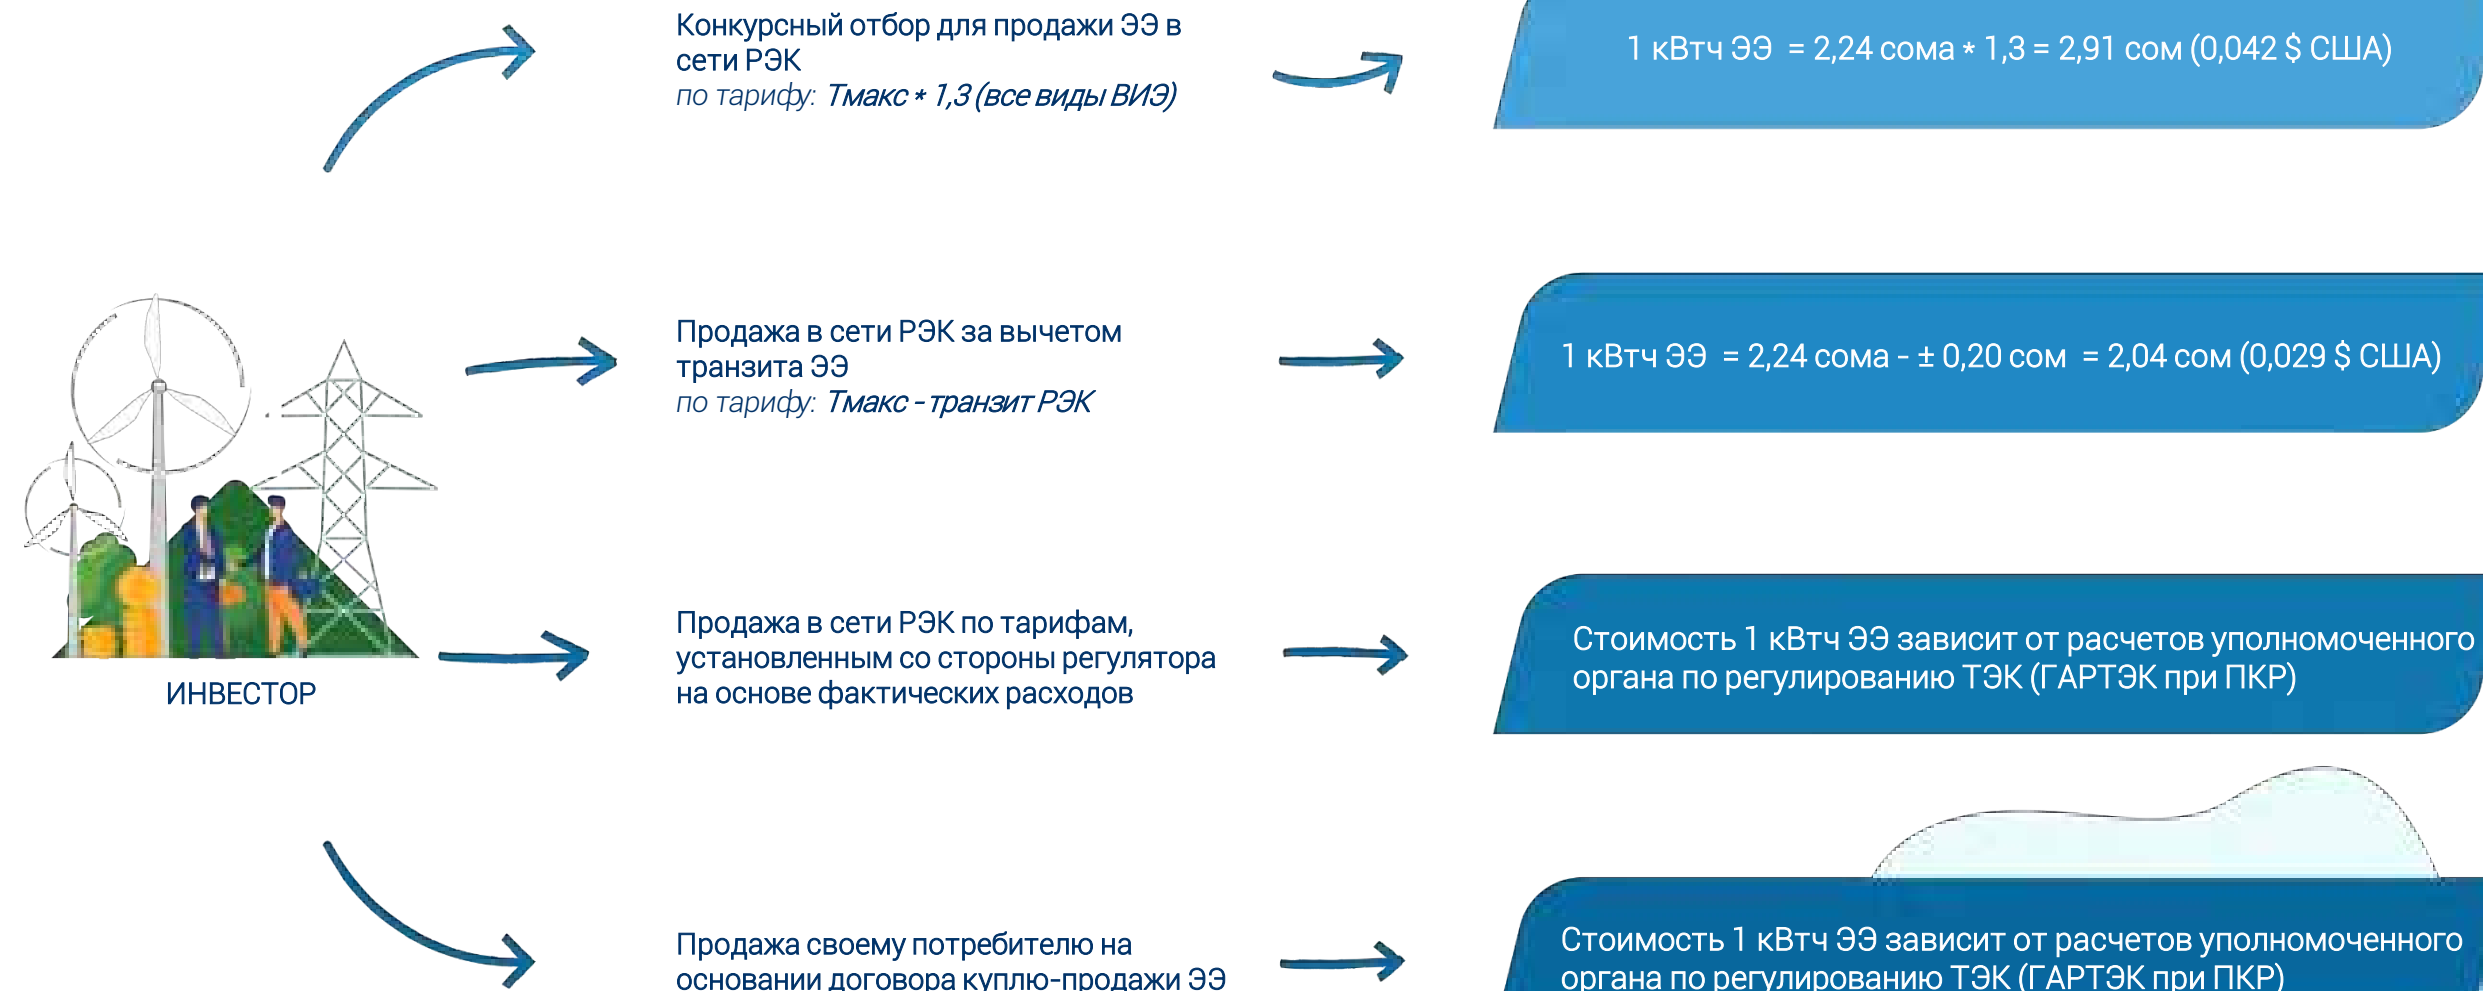 Конкурсный отбор для продажи ЭЭ в
сети РЭК
по тарифу: Тмакс * 1,3 (все виды ВИЭ)
1 кВтч ЭЭ = 2,24 сома * 1,3 = 2,91 сом (0,042 $ США)
Продажа в сети РЭК за вычетом
транзита ЭЭ
по тарифу: Тмакс - транзит РЭК
1 кВтч ЭЭ = 2,24 сома - ± 0,20 сом = 2,04 сом (0,029 $ США)
ИНВЕСТОР
Продажа в сети РЭК по тарифам,
установленным со стороны регулятора
на основе фактических расходов
Стоимость 1 кВтч ЭЭ зависит от расчетов уполномоченного
органа по регулированию ТЭК (ГАРТЭК при ПКР)
Продажа своему потребителю на
основании договора куплю-продажи ЭЭ
Стоимость 1 кВтч ЭЭ зависит от расчетов уполномоченного
органа по регулированию ТЭК (ГАРТЭК при ПКР)